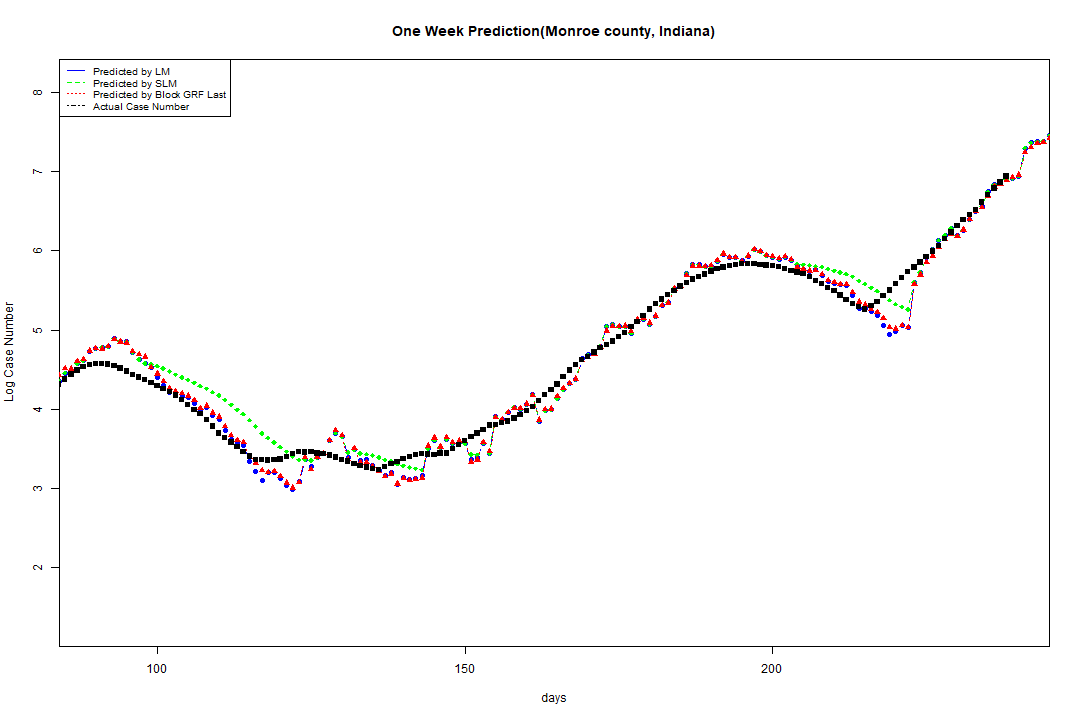 One Week Prediction(Monroe county, Indiana)
Predicted by LM
Predicted by SLM
Predicted by Block GRF Last
Actual Case Number
8
7
6
5
4
3
2
Log Case Number
100 150 200
days